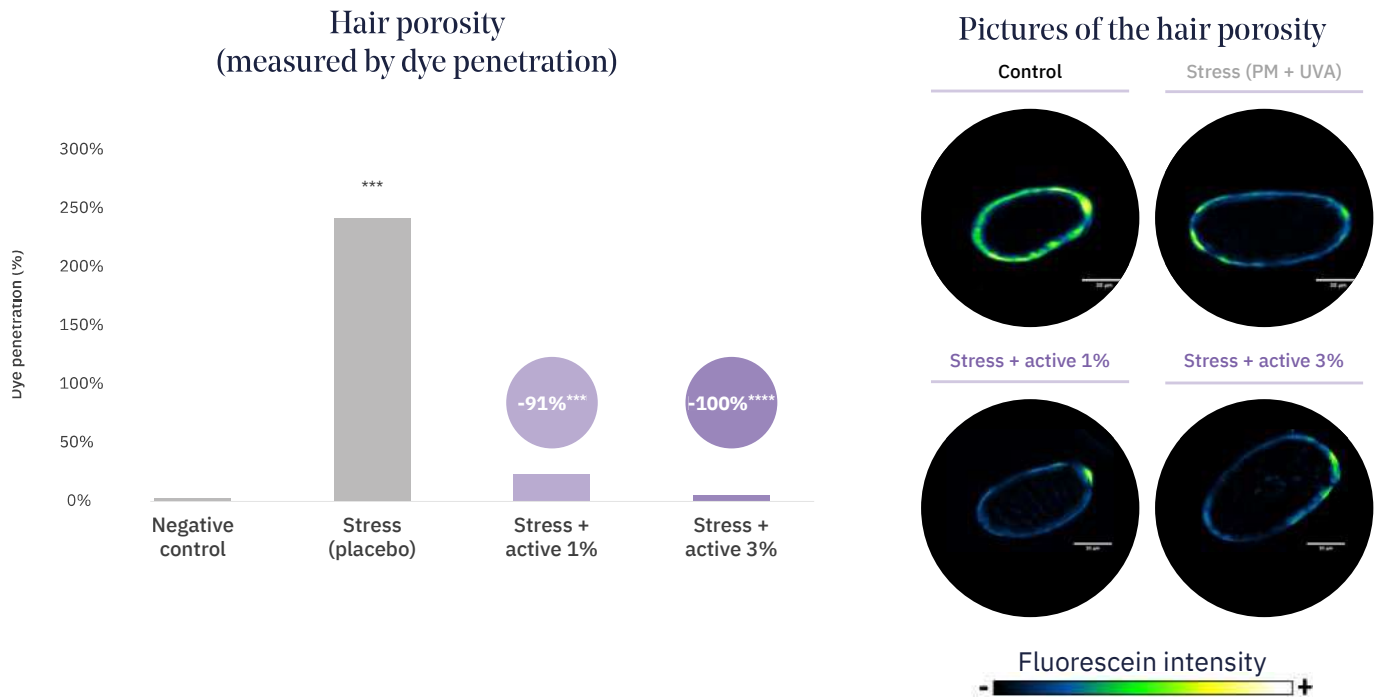 Hair porosity
(measured by dye penetration)
Dye penetration (%)
300%
250%
200%
150%
100%
50%
0%
***
-91%***
-100%****
Negative
control
Stress
(placebo)
Stress +
active 1%
Stress +
active 3%
Pictures of the hair porosity
Control
Stress (PM + UVA)
Stress + active 1%
Stress + active 3%
Fluorescein intensity
- +